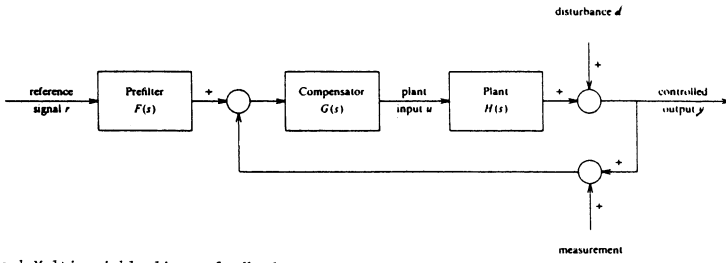 disturbance d
+
reference
signal r
Prefilter
F(s)
+
Compensator
G(s)
plant
input u
Plant
H(s)
+
controlled
output y
+
+
measurement